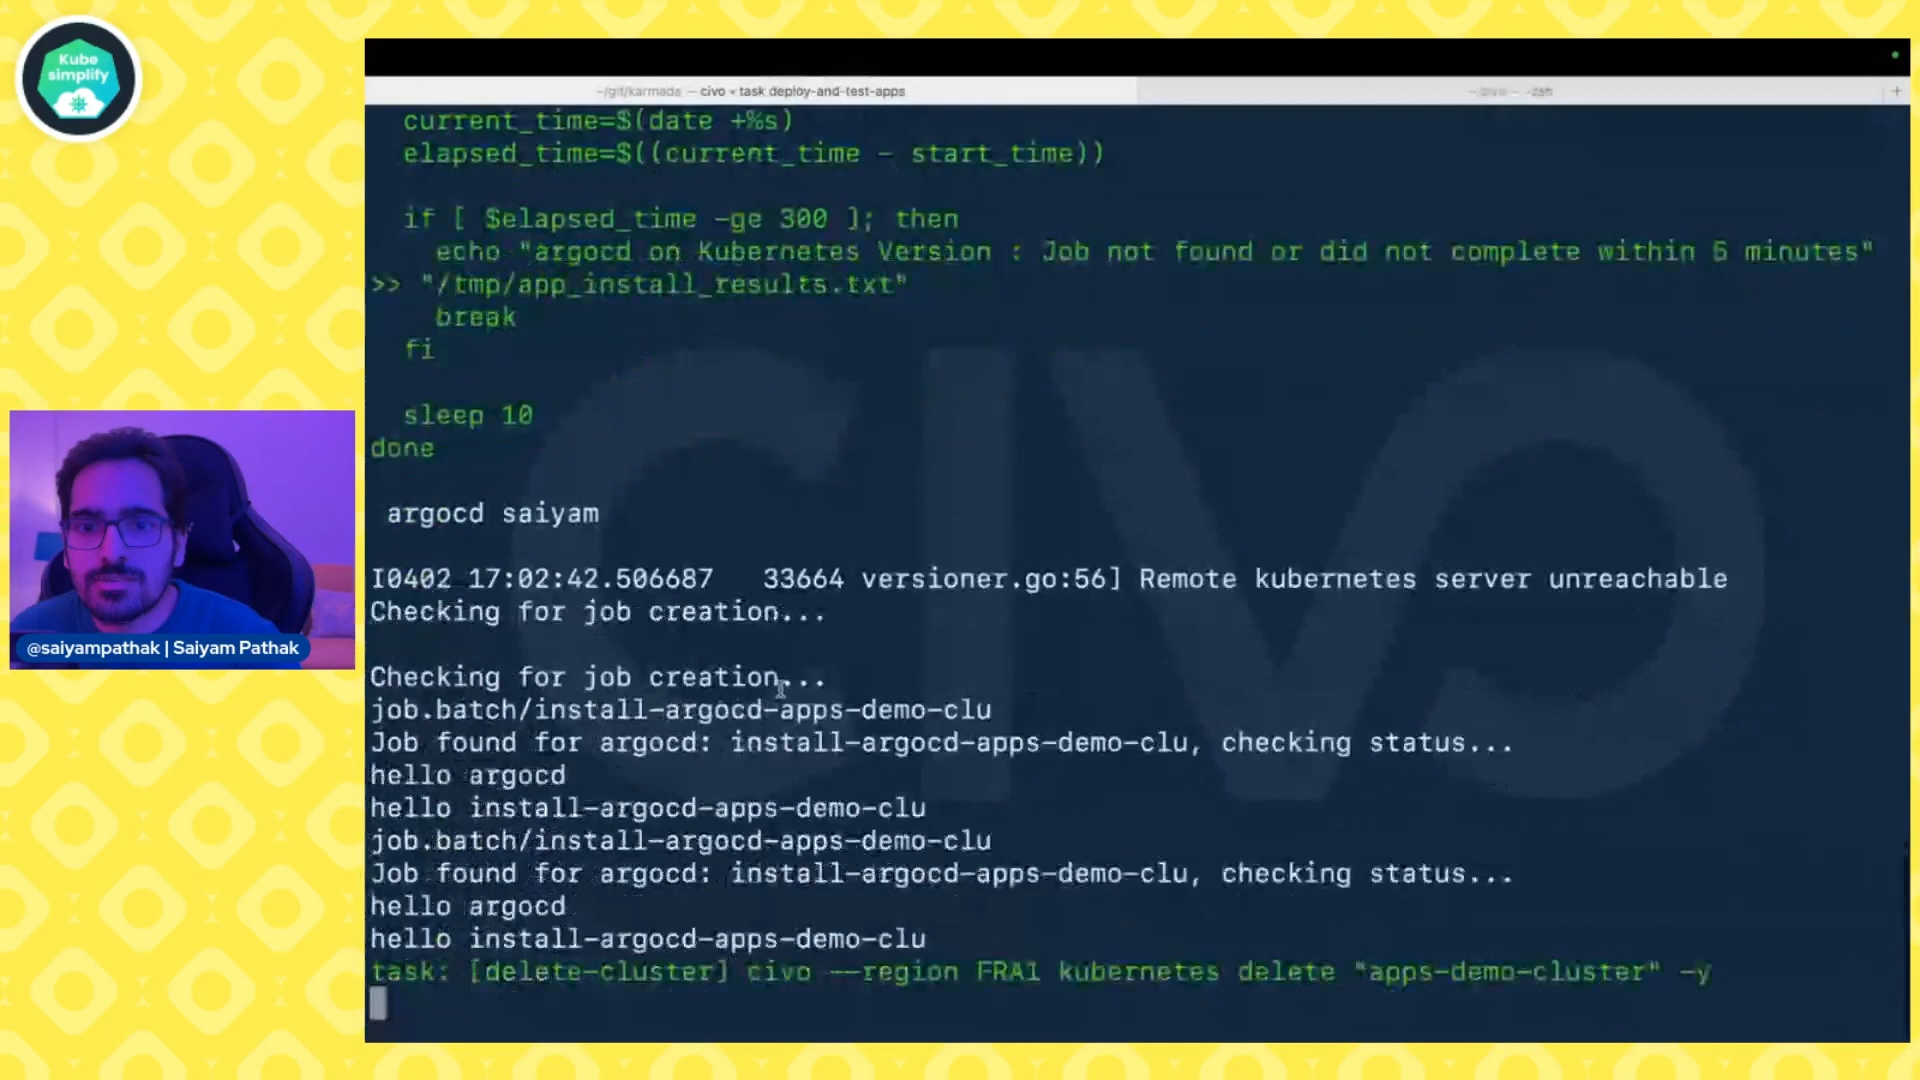 Kube
simplify
~/git/karmada — civo • task deploy-and-test-apps
current_time=$(date +%s)
elapsed_time=$((current_time - start_time))
if [ $elapsed_time -ge 300 ]; then
echo "argocd on Kubernetes Version : Job not found or did not complete within 5 minutes"
>> "/tmp/app_install_results.txt"
break
fi
sleep 10
done
argocd saiyam
I0402 17:02:42.506687   33664 versioner.go:56] Remote kubernetes server unreachable
Checking for job creation...
Checking for job creation...
job.batch/install-argocd-apps-demo-clu
Job found for argocd: install-argocd-apps-demo-clu, checking status...
hello argocd
hello install-argocd-apps-demo-clu
job.batch/install-argocd-apps-demo-clu
Job found for argocd: install-argocd-apps-demo-clu, checking status...
hello argocd
hello install-argocd-apps-demo-clu
task: [delete-cluster] civo --region FRA1 kubernetes delete "apps-demo-cluster" -y
CIVO
@saiyampathak | Saiyam Pathak